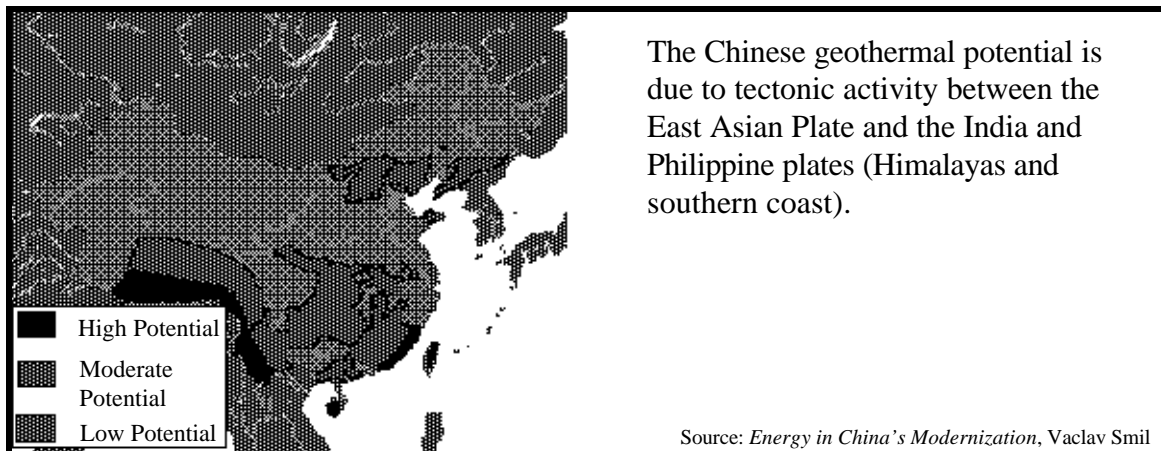 The Chinese geothermal potential is
due to tectonic activity between the
East Asian Plate and the India and
Philippine plates (Himalayas and
southern coast).
High Potential
Moderate
Potential
Low Potential
Source: Energy in China's Modernization, Vaclav Smil